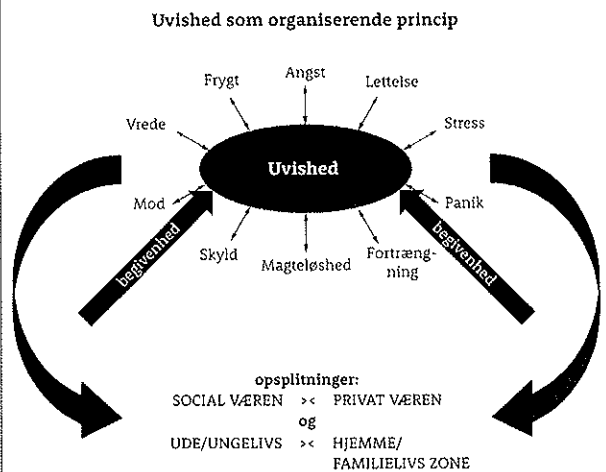 Uvished som organiserende princip
Angst
Frygt
Lettelse
Vrede
Stress
Uvished
Mod
Panik
begivenhed
begivenhed
Skyld
Magteløshed
Fortræng-
ning
opsplitninger:
SOCIAL VÆREN >< PRIVAT VÆREN
og
UDE/UNGELIVS >< HJEMME/
FAMILIELIVS ZONE